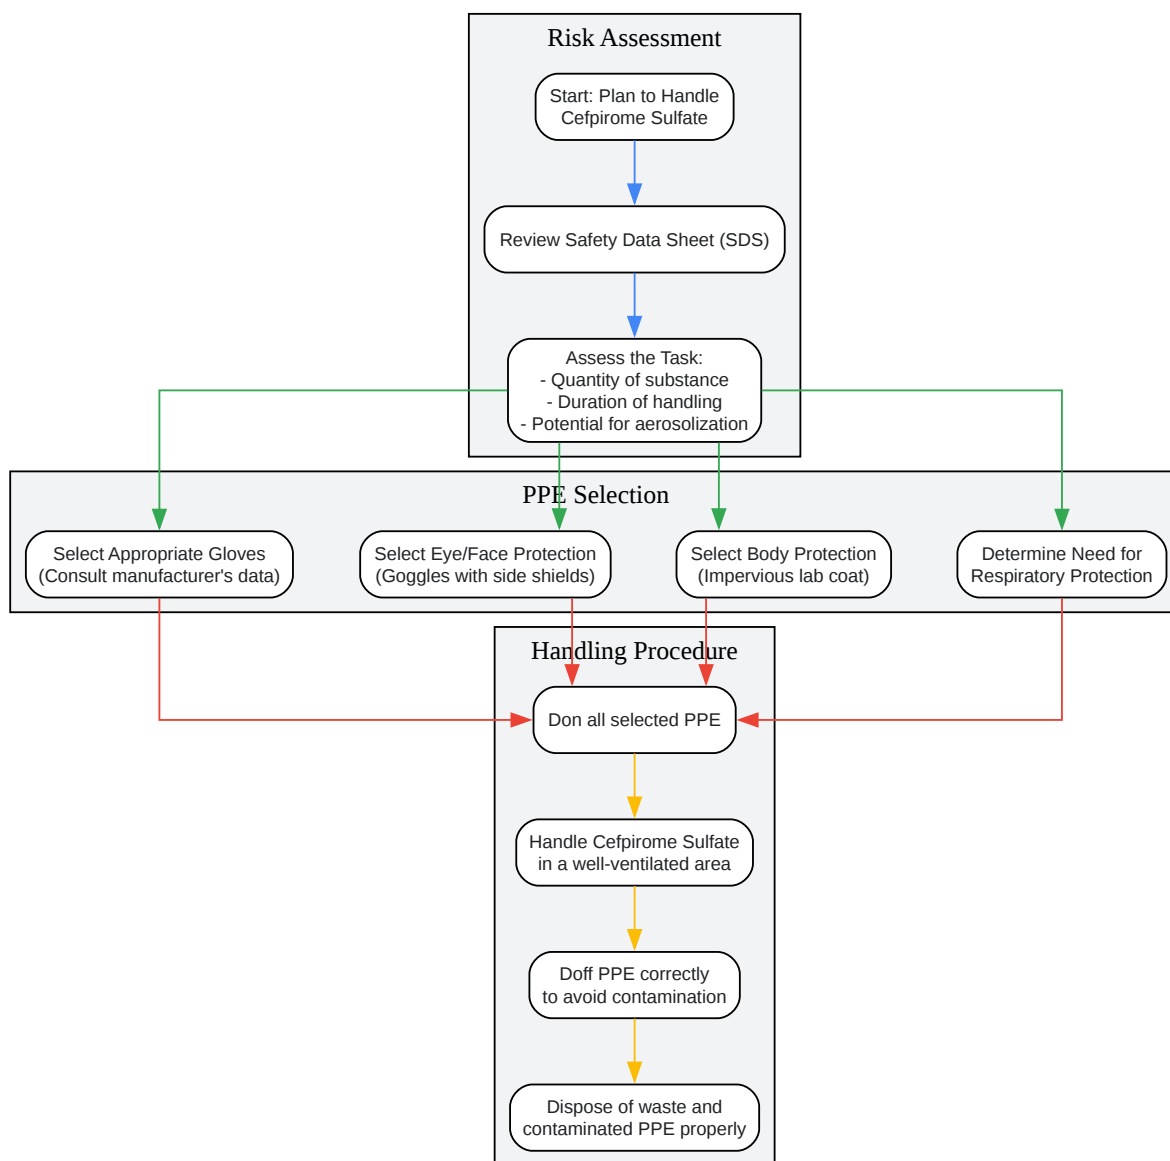 Risk Assessment
Start: Plan to Handle
Cefpirome Sulfate
Review Safety Data Sheet (SDS)
Assess the Task:
- Quantity of substance
- Duration of handling
- Potential for aerosolization
PPE Selection
Select Appropriate Gloves
(Consult manufacturer's data)
Select Eye/Face Protection
(Goggles with side shields)
Select Body Protection
(Impervious lab coat)
Determine Need for
Respiratory Protection
Handling Procedure
Don all selected PPE
Handle Cefpirome Sulfate
in a well-ventilated area
Doff PPE correctly
to avoid contamination
Dispose of waste and
contaminated PPE properly